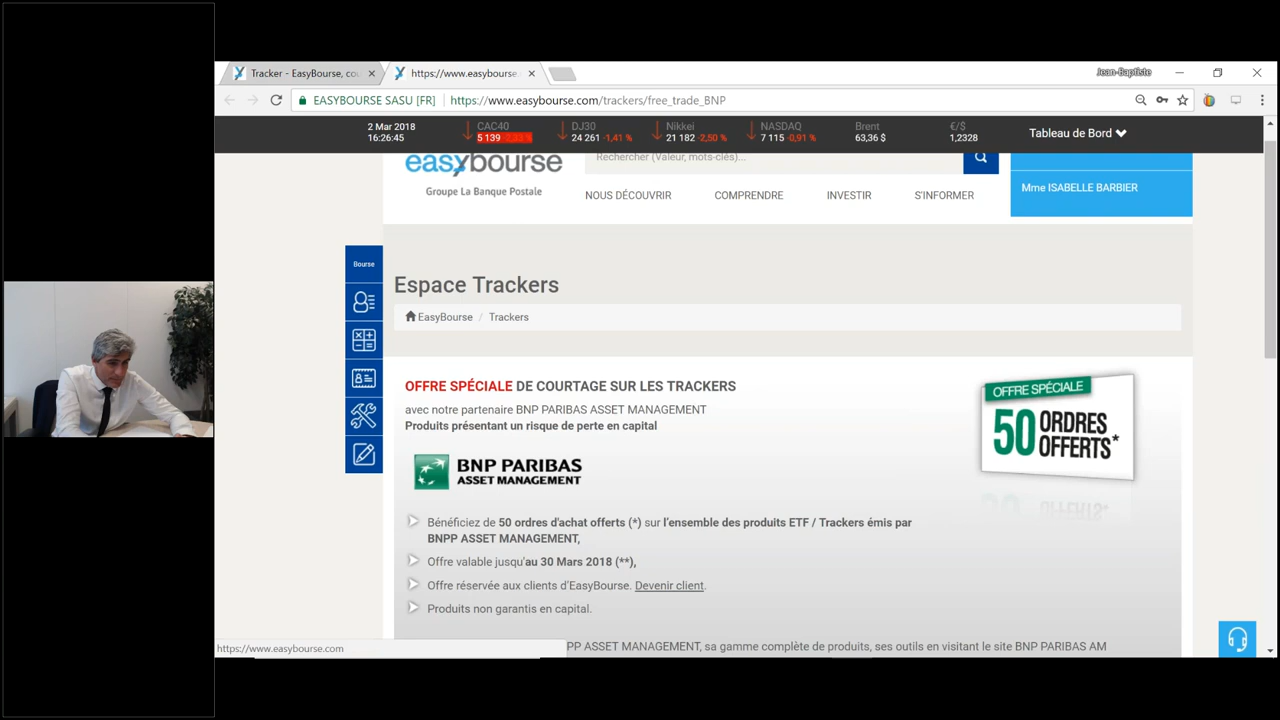 Tracker - EasyBourse, cou
https://www.easybourse.
Jean-Baptiste
EASYBOURSE SASU [FR]
https://www.easybourse.com/trackers/free_trade_BNP
2 Mar 2018
16:26:45
CAC40
5 139
DJ30
24 261 -1,41 %
Nikkei
21 182 -2,50 %
NASDAQ
7 115 -0,91 %
Brent
63,36 $
€/$
1,2328
Tableau de Bord
easybourse
Groupe La Banque Postale
Rechercher (Valeur, mots-clés)...
NOUS DÉCOUVRIR
COMPRENDRE
INVESTIR
S'INFORMER
Mme ISABELLE BARBIER
Bourse
Espace Trackers
EasyBourse / Trackers
OFFRE SPÉCIALE DE COURTAGE SUR LES TRACKERS
avec notre partenaire BNP PARIBAS ASSET MANAGEMENT
Produits présentant un risque de perte en capital
OFFRE SPÉCIALE
50 ORDRES
OFFERTS*
BNP PARIBAS
ASSET MANAGEMENT
Bénéficiez de 50 ordres d'achat offerts (*) sur l'ensemble des produits ETF / Trackers émis par
BNPP ASSET MANAGEMENT,
Offre valable jusqu'au 30 Mars 2018 (**),
Offre réservée aux clients d'EasyBourse. Devenir client.
Produits non garantis en capital.
PP ASSET MANAGEMENT, sa gamme complète de produits, ses outils en visitant le site BNP PARIBAS AM
https://www.easybourse.com